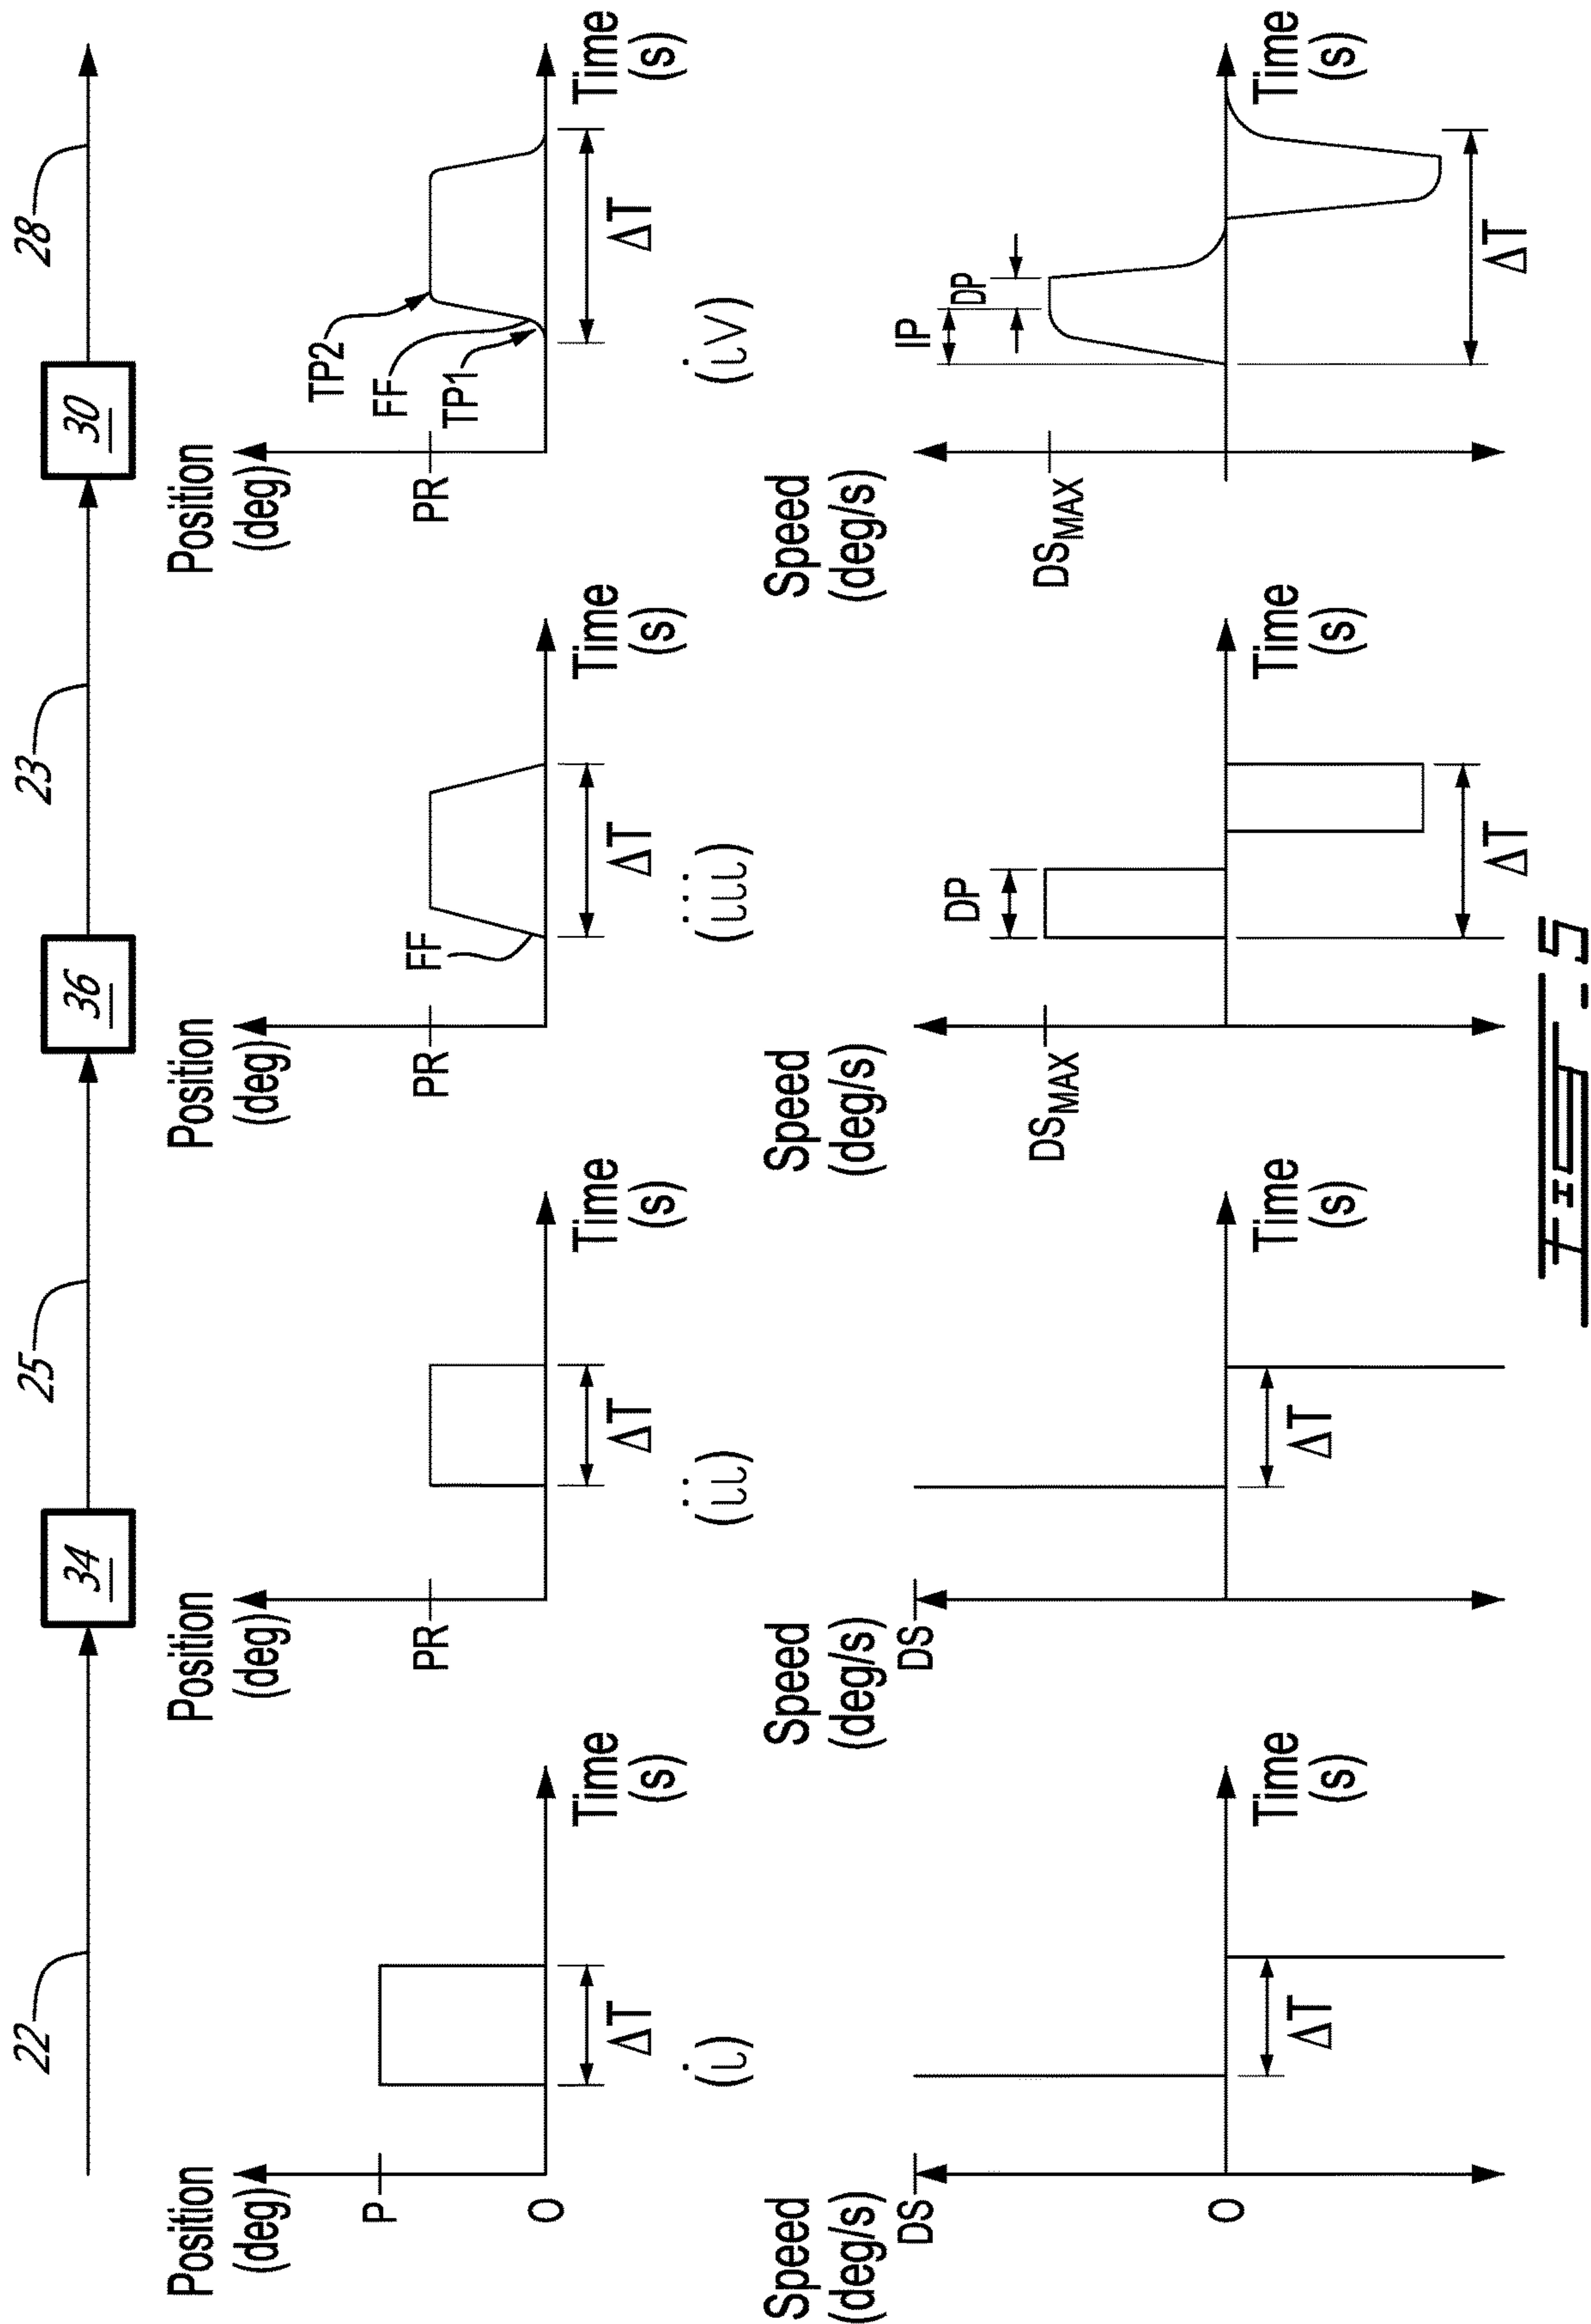 22
34
25
36
23
30
28
Position
(deg)
P
O
ΔT
Time
(s)
(i)
Position
(deg)
PR
ΔT
Time
(s)
(ii)
Position
(deg)
PR
FF
ΔT
Time
(s)
(iii)
Position
(deg)
PR
TP2
FF
TP1
ΔT
Time
(s)
(iv)
Speed
(deg/s)
DS
O
ΔT
Time
(s)
Speed
(deg/s)
DS
ΔT
Time
(s)
Speed
(deg/s)
DSMAX
DP
ΔT
Time
(s)
Speed
(deg/s)
DSMAX
IP
DP
ΔT
Time
(s)
FIG-5